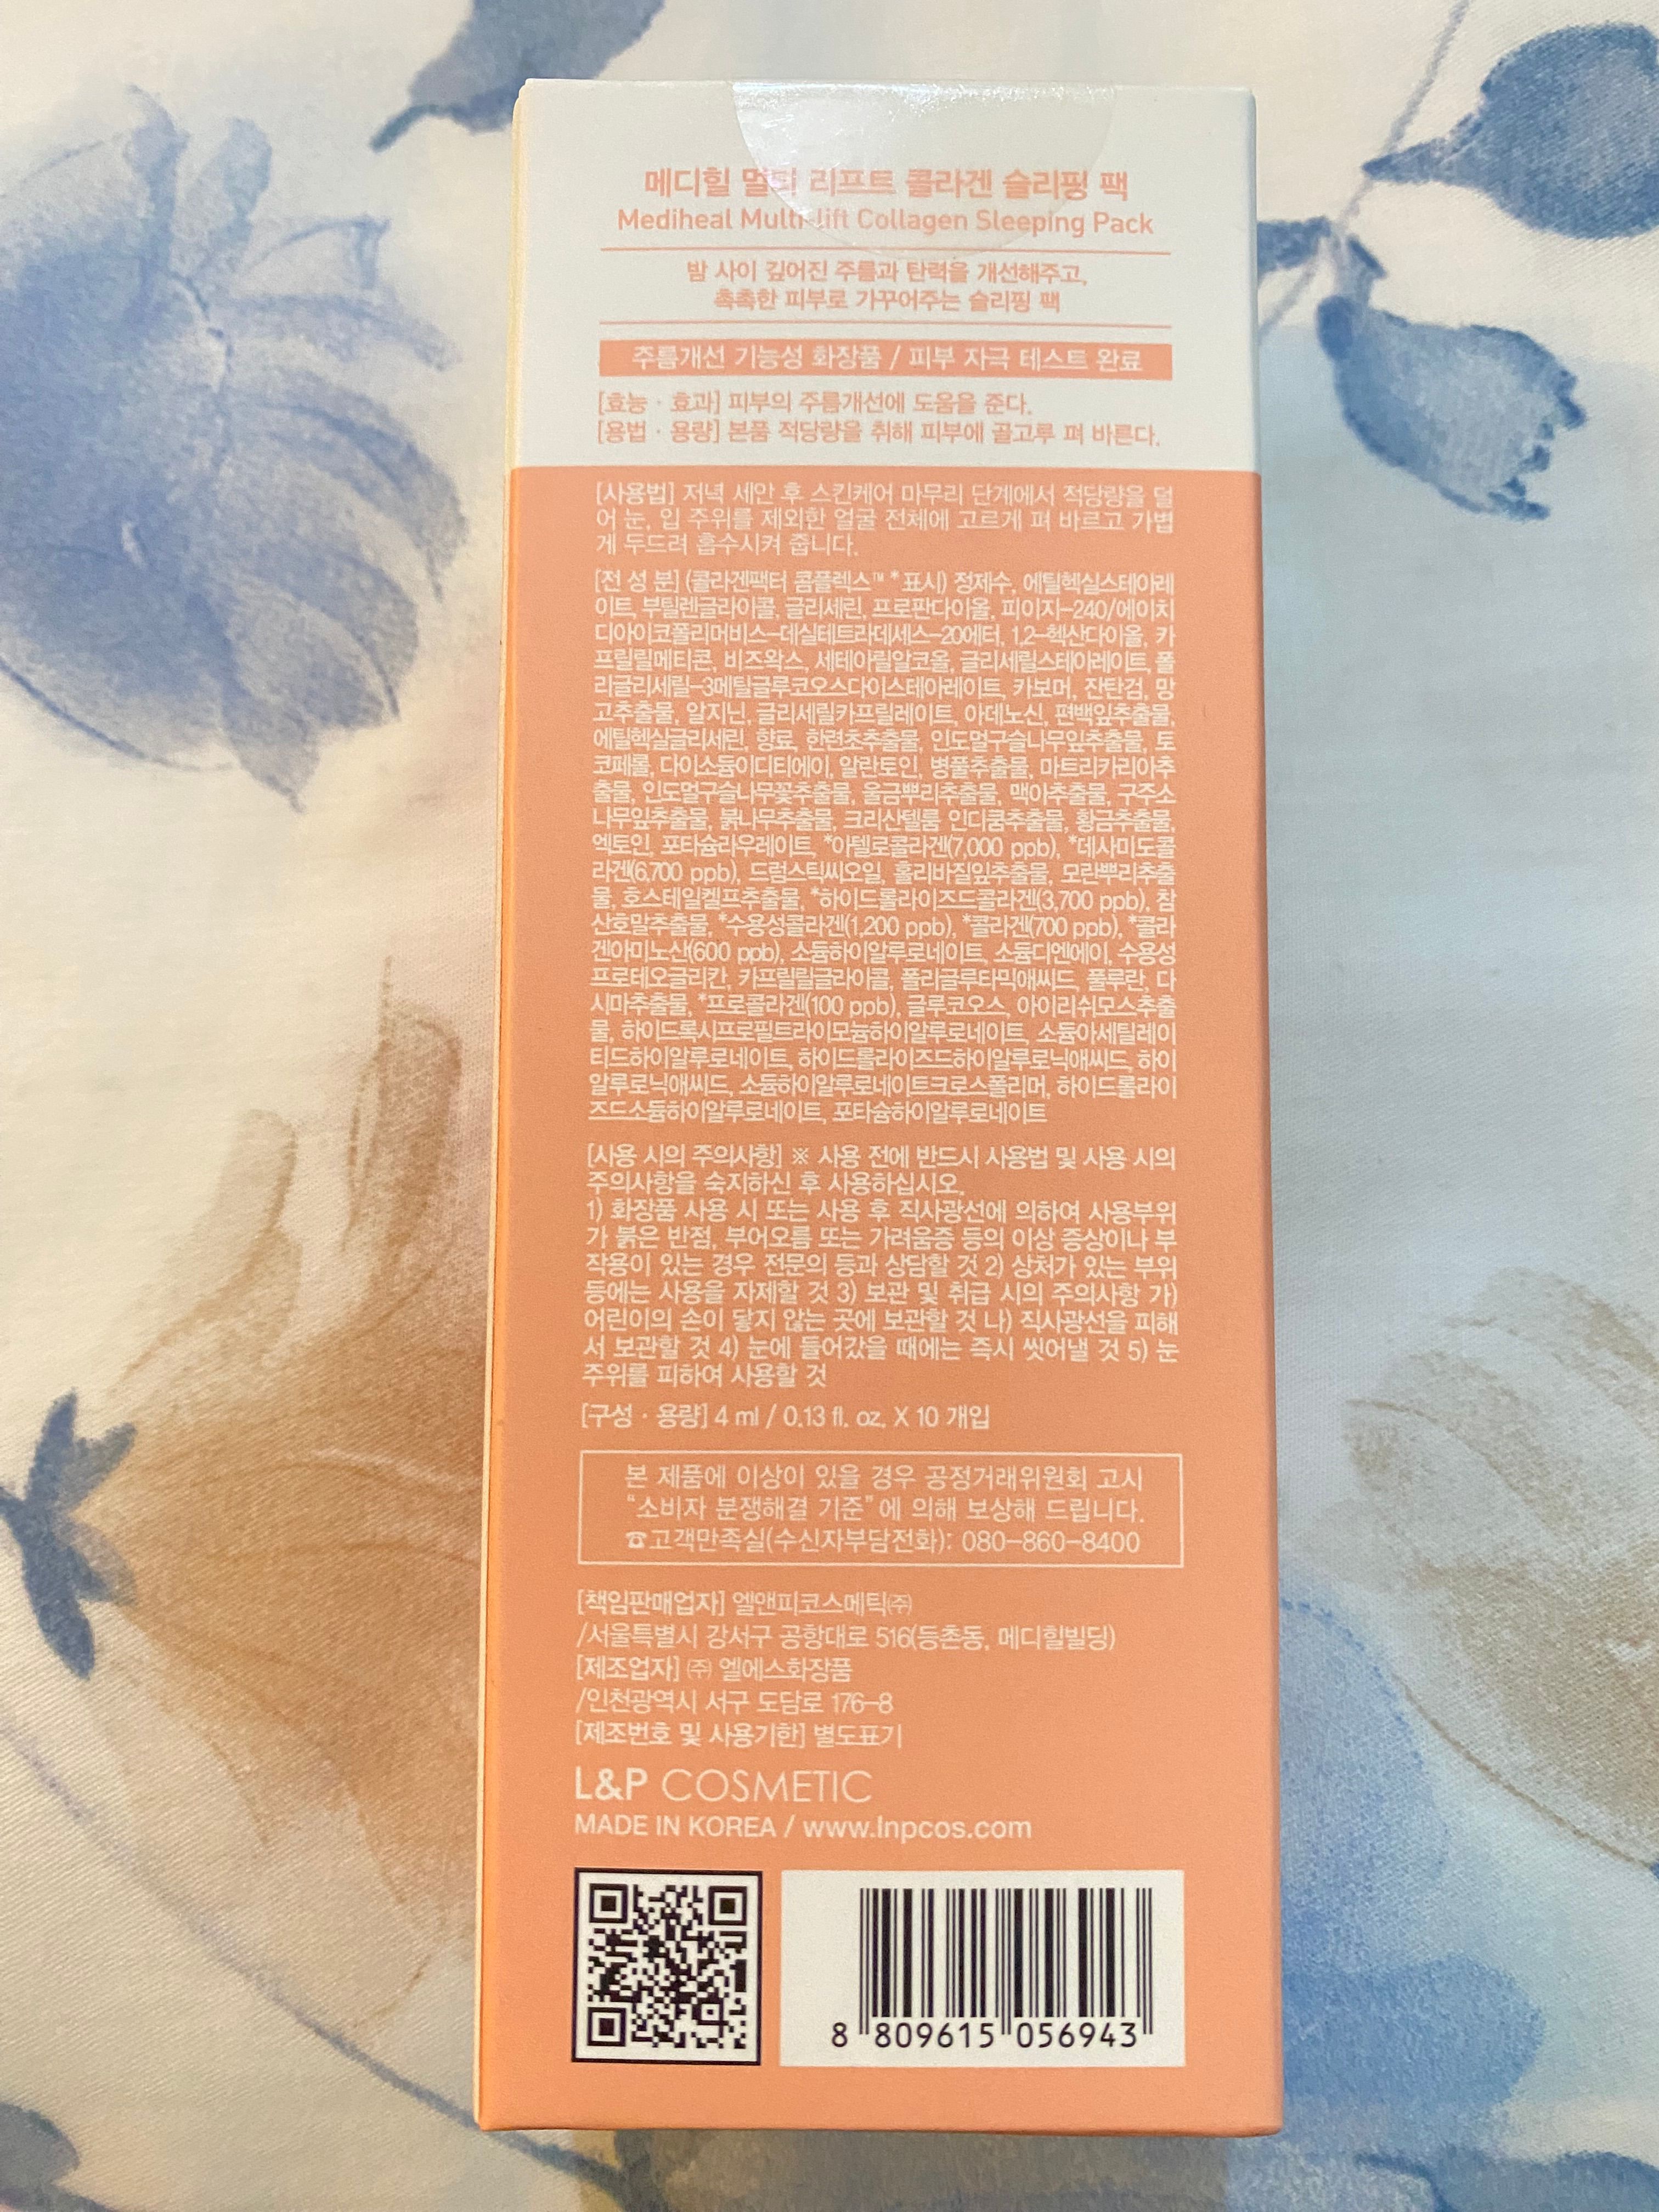 메디힐 멀티 리프트 콜라겐 슬리핑 팩
Mediheal Multi-lift Collagen Sleeping Pack
밤 사이 깊어진 주름과 탄력을 개선해주고,
촉촉한 피부로 가꾸어주는 슬리핑 팩
주름개선 기능성 화장품 / 피부 자극 테스트 완료
[효능 · 효과] 피부의 주름개선에 도움을 준다.
[용법 · 용량] 본품 적당량을 취해 피부에 골고루 펴 바른다.
[사용법] 저녁 세안 후 스킨케어 마무리 단계에서 적당량을 덜
어 눈, 입 주위를 제외한 얼굴 전체에 고르게 펴 바르고 가볍
게 두드려 흡수시켜 줍니다.
[전 성 분] (콜라겐팩터 콤플렉스™ *표시) 정제수, 에틸헥실스테아레
이트, 부틸렌글라이콜, 글리세린, 프로판다이올, 피이지-240/에이치
디아이코폴리머비스-데실테트라데세스-20에터, 1,2-헥산다이올, 카
프릴릴메티콘, 비즈왁스, 세테아릴알코올, 글리세릴스테아레이트, 폴
리글리세릴-3메틸글루코오스다이스테아레이트, 카보머, 잔탄검, 망
고추출물, 알지닌, 글리세릴카프릴레이트, 아데노신, 편백잎추출물,
에틸헥실글리세린, 향료, 한련초추출물, 인도멀구슬나무잎추출물, 토
코페롤, 다이소듐이디티에이, 알란토인, 병풀추출물, 마트리카리아추
출물, 인도멀구슬나무꽃추출물, 울금뿌리추출물, 맥아추출물, 구주소
나무잎추출물, 붉나무추출물, 크리산텔룸 인디쿰추출물, 황금추출물,
엑토인, 포타슘라우레이트, *아텔로콜라겐(7,000 ppb), *데사미도콜
라겐(6,700 ppb), 드럼스틱씨오일, 홀리바질잎추출물, 모란뿌리추출
물, 호스테일켈프추출물, *하이드롤라이즈드콜라겐(3,700 ppb), 참
산호말추출물, *수용성콜라겐(1,200 ppb), *콜라겐(700 ppb), *콜라
겐아미노산(600 ppb), 소듐하이알루로네이트, 소듐디엔에이, 수용성
프로테오글리칸, 카프릴릴글라이콜, 폴리글루타믹애씨드, 풀루란, 다
시마추출물, *프로콜라겐(100 ppb), 글루코오스, 아이리쉬모스추출
물, 하이드록시프로필트라이모늄하이알루로네이트, 소듐아세틸레이
티드하이알루로네이트, 하이드롤라이즈드하이알루로닉애씨드, 하이
알루로닉애씨드, 소듐하이알루로네이트크로스폴리머, 하이드롤라이
즈드소듐하이알루로네이트, 포타슘하이알루로네이트
[사용 시의 주의사항] ※ 사용 전에 반드시 사용법 및 사용 시의
주의사항을 숙지하신 후 사용하십시오.
1) 화장품 사용 시 또는 사용 후 직사광선에 의하여 사용부위
가 붉은 반점, 부어오름 또는 가려움증 등의 이상 증상이나 부
작용이 있는 경우 전문의 등과 상담할 것 2) 상처가 있는 부위
등에는 사용을 자제할 것 3) 보관 및 취급 시의 주의사항 가)
어린이의 손이 닿지 않는 곳에 보관할 것 나) 직사광선을 피해
서 보관할 것 4) 눈에 들어갔을 때에는 즉시 씻어낼 것 5) 눈
주위를 피하여 사용할 것
[구성 · 용량] 4 ml / 0.13 fl. oz. X 10 개입
본 제품에 이상이 있을 경우 공정거래위원회 고시
“소비자 분쟁해결 기준”에 의해 보상해 드립니다.
☎고객만족실(수신자부담전화): 080-860-8400
[책임판매업자] 엘앤피코스메틱㈜
/서울특별시 강서구 공항대로 516(등촌동, 메디힐빌딩)
[제조업자] ㈜ 엘에스화장품
/인천광역시 서구 도담로 176-8
[제조번호 및 사용기한] 별도표기
L&P COSMETIC
MADE IN KOREA / www.lnpcos.com
8 809615 056943